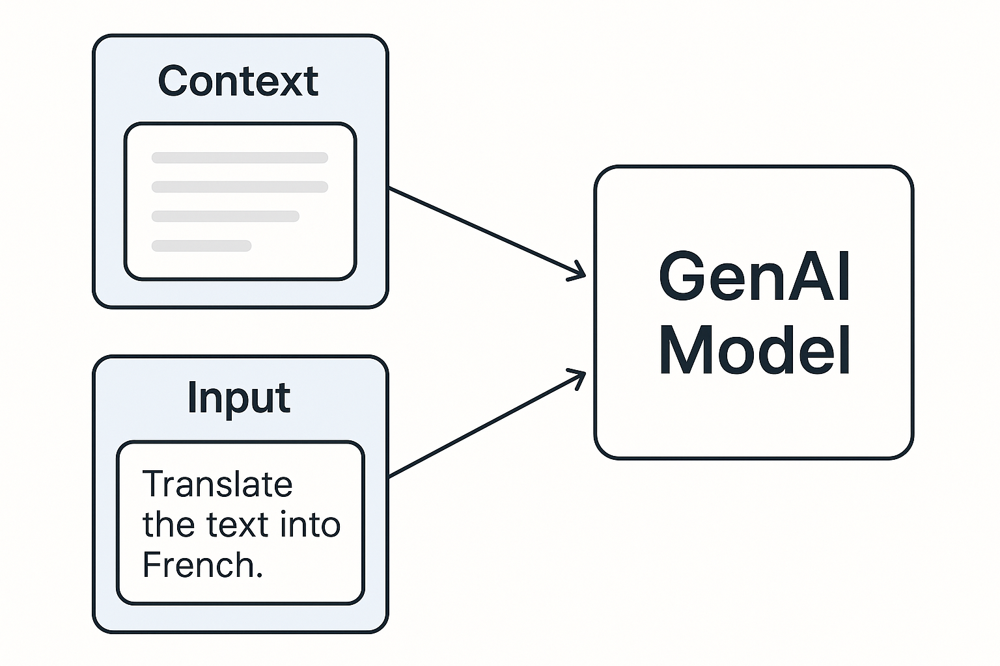 Context
Input
Translate
the text into
French.
GenAI
Model